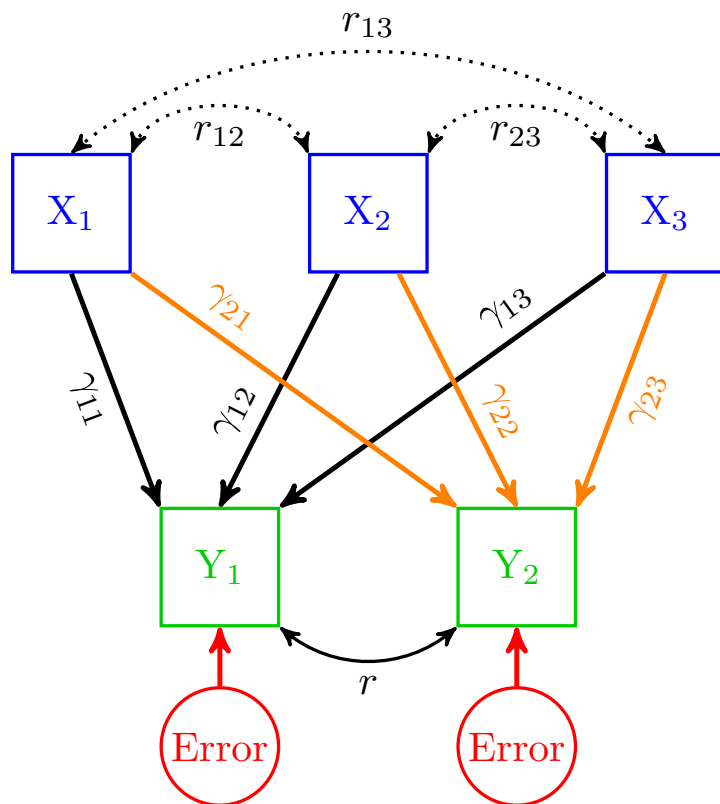 r₁₃
r₁₂ r₂₃
X₁ X₂ X₃
γ₂₁ γ₁₃
γ₁₁ γ₁₂ γ₂₂ γ₂₃
Y₁ Y₂
r
Error Error